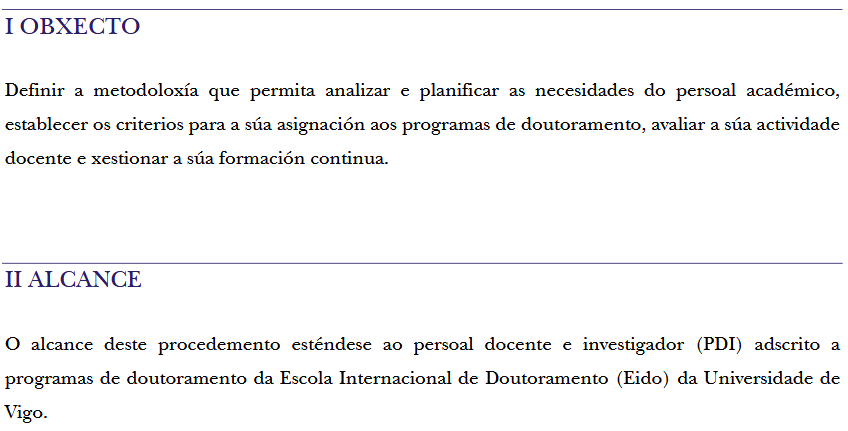 I OBXECTO
Definir a metodoloxía que permita analizar e planificar as necesidades do persoal académico,
establecer os criterios para a súa asignación aos programas de doutoramento, avaliar a súa actividade
docente e xestionar a súa formación continua.
II ALCANCE
O alcance deste procedemento esténdese ao persoal docente e investigador (PDI) adscrito a
programas de doutoramento da Escola Internacional de Doutoramento (Eido) da Universidade de
Vigo.